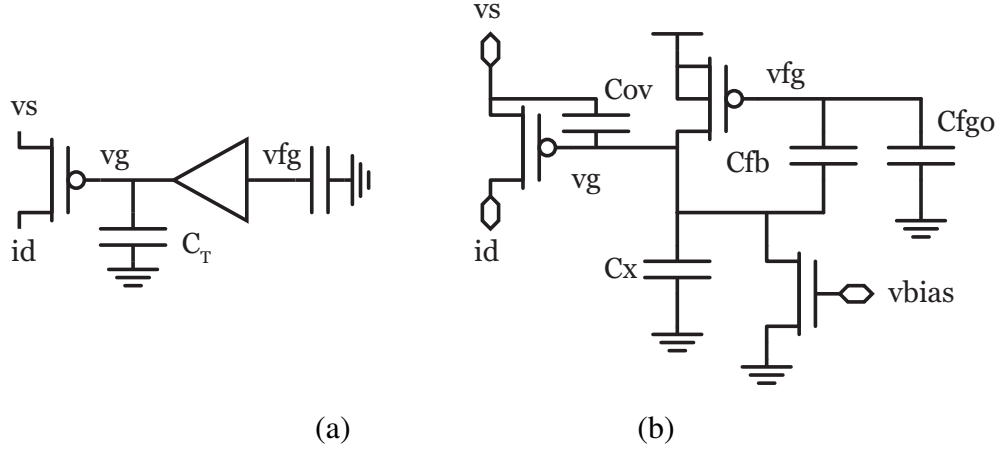 vs
vg
vfg
id
C_T
(a)
vs
Cov
vfg
Cfgo
vg
Cfb
id
Cx
vbias
(b)